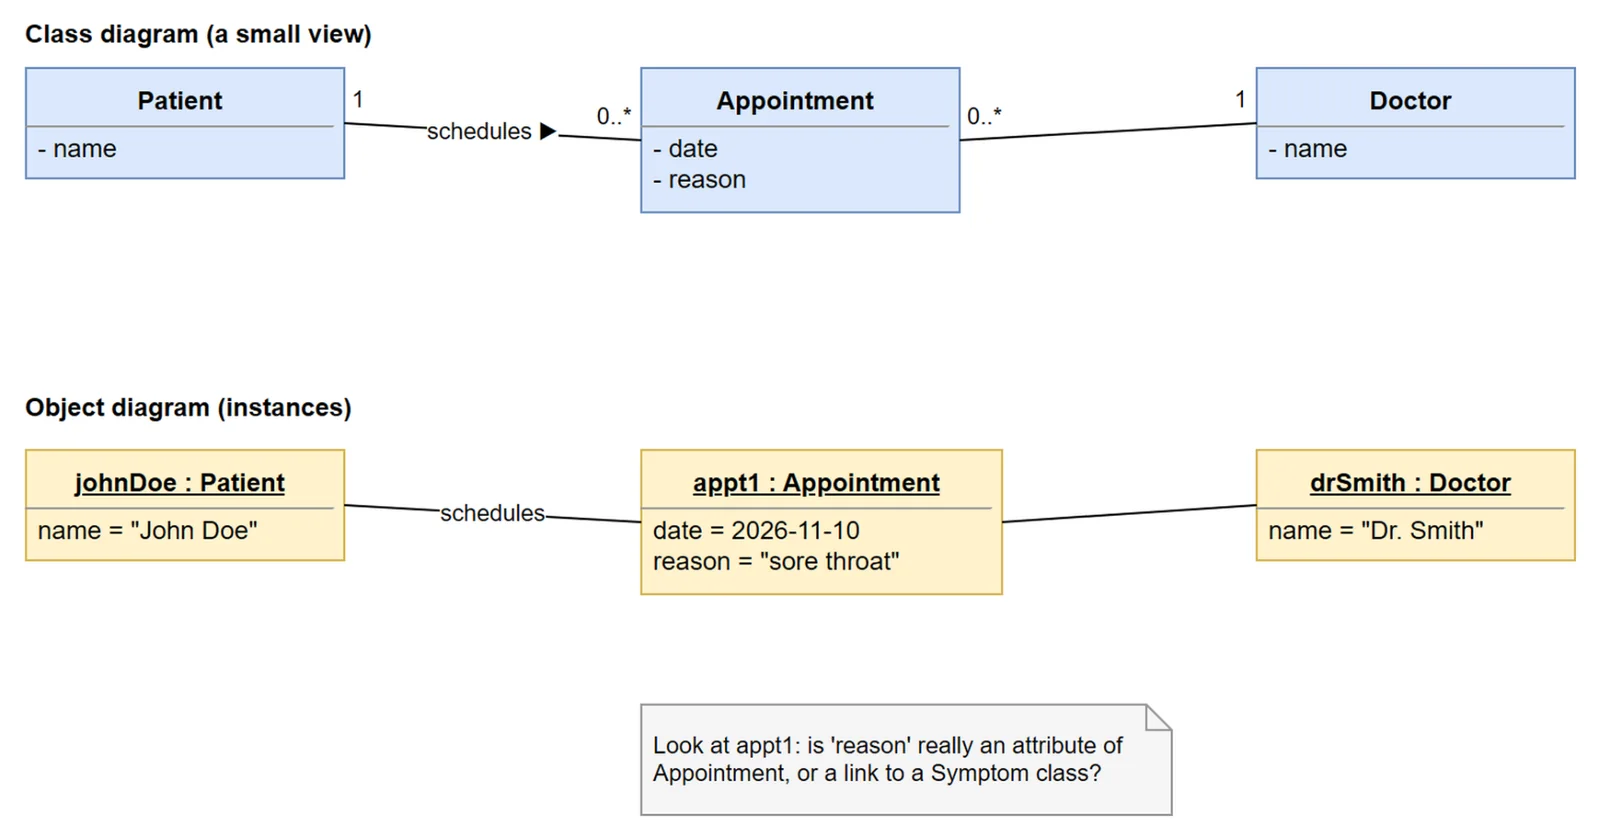 Class diagram (a small view)
Patient
- name
1
schedules ▶
0..*
Appointment
- date
- reason
0..*
1
Doctor
- name
Object diagram (instances)
johnDoe : Patient
name = "John Doe"
schedules
appt1 : Appointment
date = 2026-11-10
reason = "sore throat"
drSmith : Doctor
name = "Dr. Smith"
Look at appt1: is 'reason' really an attribute of
Appointment, or a link to a Symptom class?